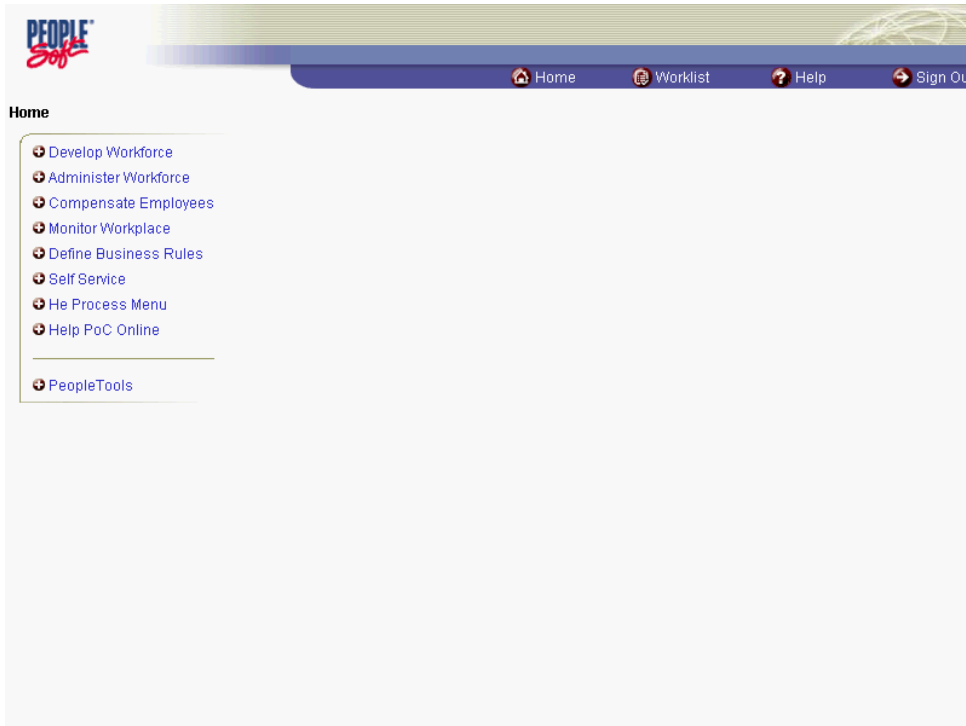 PEOPLE®
Soft
Home Worklist Help Sign Ou
Home
Develop Workforce
Administer Workforce
Compensate Employees
Monitor Workplace
Define Business Rules
Self Service
He Process Menu
Help PoC Online
PeopleTools